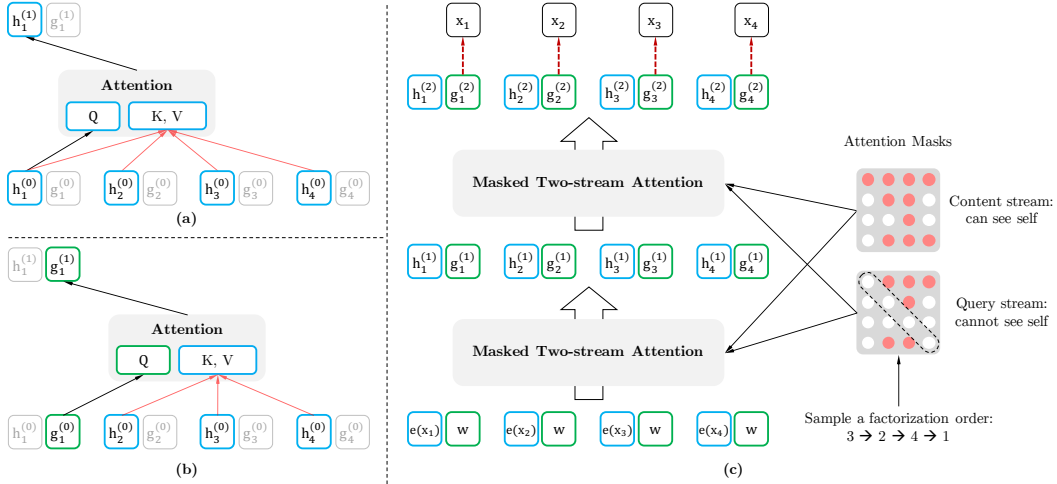 h₁⁽¹⁾ g₁⁽¹⁾
Attention
Q K, V
h₁⁽⁰⁾ g₁⁽⁰⁾ h₂⁽⁰⁾ g₂⁽⁰⁾ h₃⁽⁰⁾ g₃⁽⁰⁾ h₄⁽⁰⁾ g₄⁽⁰⁾
(a)
h₁⁽¹⁾ g₁⁽¹⁾
Attention
Q K, V
h₁⁽⁰⁾ g₁⁽⁰⁾ h₂⁽⁰⁾ g₂⁽⁰⁾ h₃⁽⁰⁾ g₃⁽⁰⁾ h₄⁽⁰⁾ g₄⁽⁰⁾
(b)
x₁ x₂ x₃ x₄
h₁⁽²⁾ g₁⁽²⁾ h₂⁽²⁾ g₂⁽²⁾ h₃⁽²⁾ g₃⁽²⁾ h₄⁽²⁾ g₄⁽²⁾
Masked Two-stream Attention
h₁⁽¹⁾ g₁⁽¹⁾ h₂⁽¹⁾ g₂⁽¹⁾ h₃⁽¹⁾ g₃⁽¹⁾ h₄⁽¹⁾ g₄⁽¹⁾
Masked Two-stream Attention
e(x₁) w e(x₂) w e(x₃) w e(x₄) w
(c)
Attention Masks
Content stream:
can see self
Query stream:
cannot see self
Sample a factorization order:
3 → 2 → 4 → 1